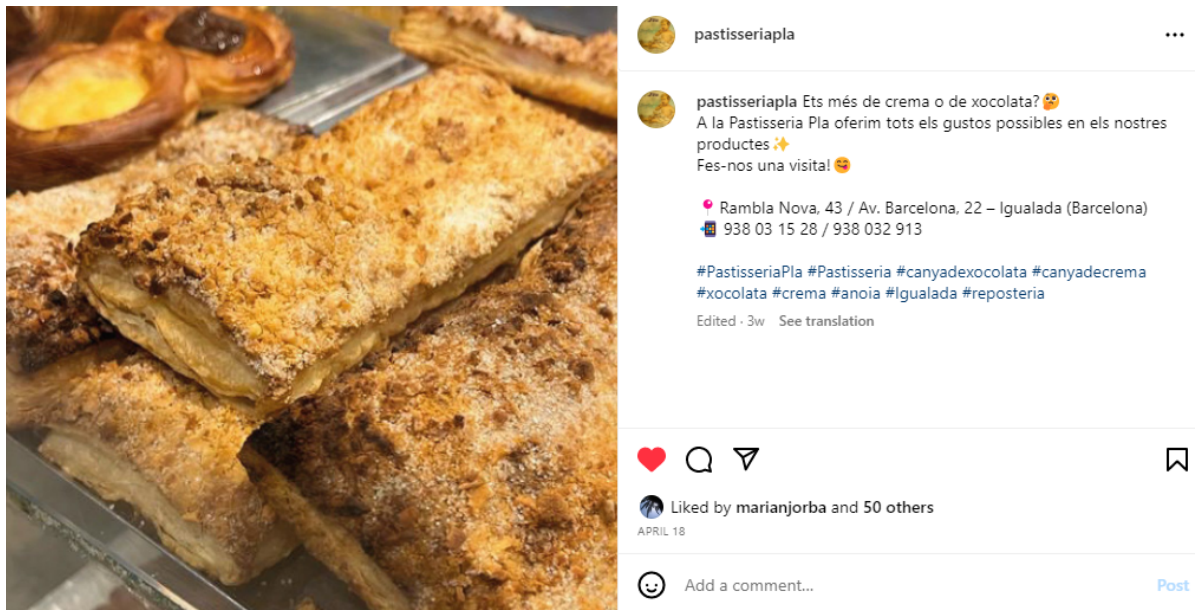 pastisseriapla
pastisseriapla Ets més de crema o de xocolata?
A la Pastisseria Pla oferim tots els gustos possibles en els nostres
productes
Fes-nos una visita!
Rambla Nova, 43 / Av. Barcelona, 22 – Igualada (Barcelona)
938 03 15 28 / 938 032 913
#PastisseriaPla #Pastisseria #canyadexocolata #canyadecrema
#xocolata #crema #anoia #Igualada #reposteria
Edited · 3w See translation
Liked by marianjorba and 50 others
APRIL 18
Add a comment...
Post